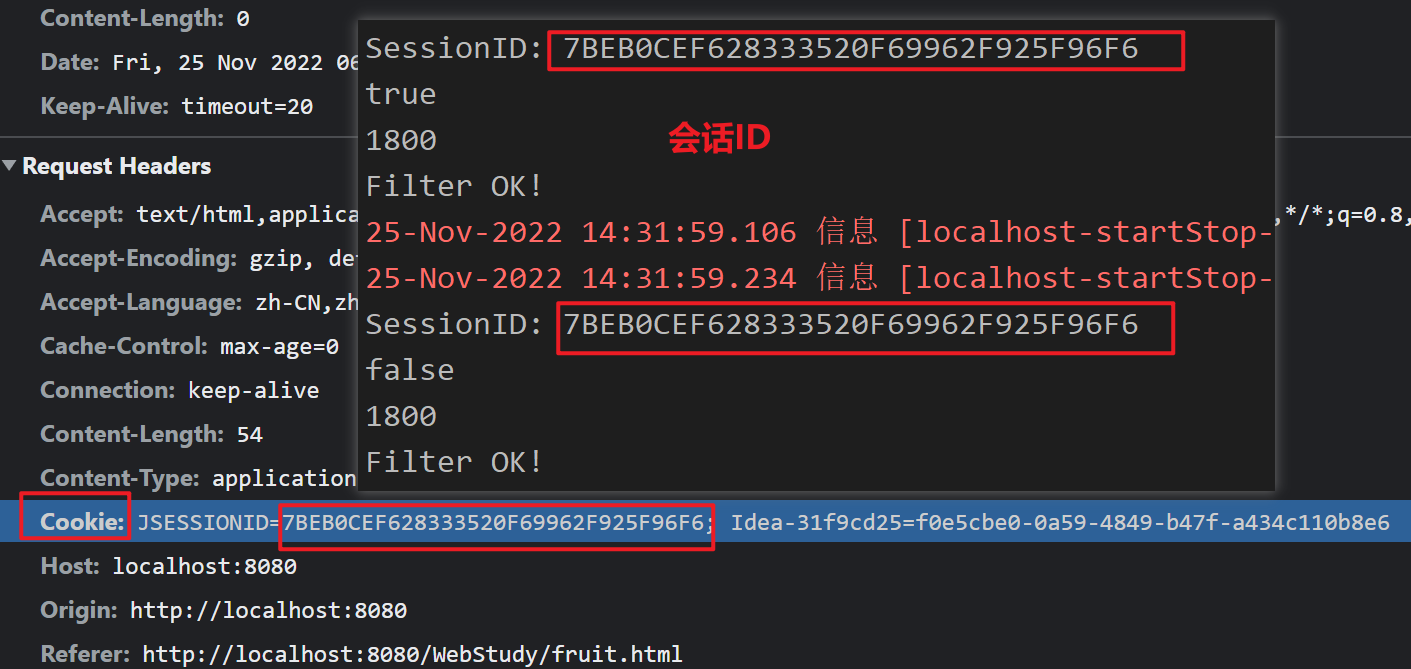 Content-Length: 0
Date: Fri, 25 Nov 2022 06
Keep-Alive: timeout=20
Request Headers
Accept: text/html,applica
,*/*;q=0.8,
Accept-Encoding: gzip, de
Accept-Language: zh-CN,zh
Cache-Control: max-age=0
Connection: keep-alive
Content-Length: 54
Content-Type: application
Cookie: JSESSIONID=7BEB0CEF628333520F69962F925F96F6; Idea-31f9cd25=f0e5cbe0-0a59-4849-b47f-a434c110b8e6
Host: localhost:8080
Origin: http://localhost:8080
Referer: http://localhost:8080/WebStudy/fruit.html
SessionID: 7BEB0CEF628333520F69962F925F96F6
true
1800
会话ID
Filter OK!
25-Nov-2022 14:31:59.106 信息 [localhost-startStop-
25-Nov-2022 14:31:59.234 信息 [localhost-startStop-
SessionID: 7BEB0CEF628333520F69962F925F96F6
false
1800
Filter OK!